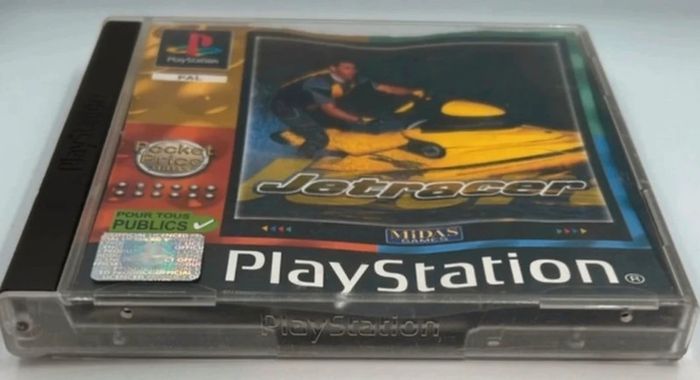 PlayStation
PAL
Pocket
Price
Jetracer
POUR TOUS
PUBLICS
MIDAS
GAMES
PlayStation®
PlayStation
PlayStation